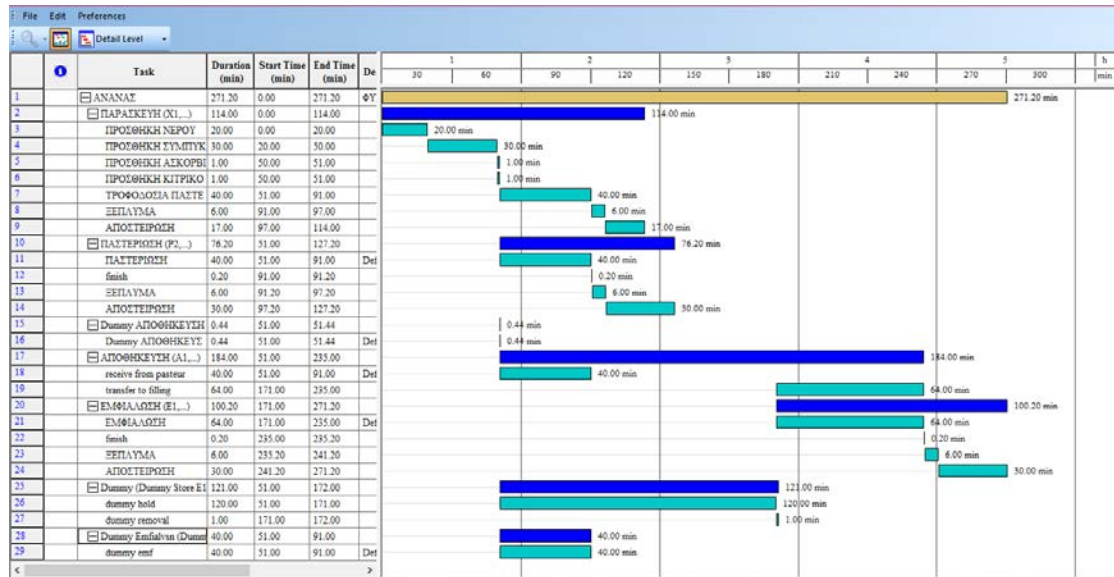 File Edit Preferences
Detail Level
Task Duration (min) Start Time (min) End Time (min) De
1 2 3 4 5 h
30 60 90 120 150 180 210 240 270 300 min
1 ΑΝΑΝΑΣ 271.20 0.00 271.20 ΦΥ 271.20 min
2 ΠΑΡΑΣΚΕΥΗ (X1,...) 114.00 0.00 114.00 114.00 min
3 ΠΡΟΣΘΗΚΗ ΝΕΡΟΥ 20.00 0.00 20.00 20.00 min
4 ΠΡΟΣΘΗΚΗ ΣΥΜΠΥΚ 30.00 20.00 50.00 30.00 min
5 ΠΡΟΣΘΗΚΗ ΑΣΚΟΡΒΙ 1.00 50.00 51.00 1.00 min
6 ΠΡΟΣΘΗΚΗ ΚΙΤΡΙΚΟ 1.00 50.00 51.00 1.00 min
7 ΤΡΟΦΟΔΟΣΙΑ ΠΑΣΤΕ 40.00 51.00 91.00 40.00 min
8 ΞΕΠΛΥΜΑ 6.00 91.00 97.00 6.00 min
9 ΑΠΟΣΤΕΙΡΩΣΗ 17.00 97.00 114.00 17.00 min
10 ΠΑΣΤΕΡΙΩΣΗ (P2,...) 76.20 51.00 127.20 76.20 min
11 ΠΑΣΤΕΡΙΩΣΗ 40.00 51.00 91.00 Def 40.00 min
12 finish 0.20 91.00 91.20 0.20 min
13 ΞΕΠΛΥΜΑ 6.00 91.20 97.20 6.00 min
14 ΑΠΟΣΤΕΙΡΩΣΗ 30.00 97.20 127.20 30.00 min
15 Dummy ΑΠΟΘΗΚΕΥΣΗ 0.44 51.00 51.44 0.44 min
16 Dummy ΑΠΟΘΗΚΕΥΣ 0.44 51.00 51.44 Def 0.44 min
17 ΑΠΟΘΗΚΕΥΣΗ (A1,...) 184.00 51.00 235.00 184.00 min
18 receive from pasteur 40.00 51.00 91.00 Def 40.00 min
19 transfer to filling 64.00 171.00 235.00 64.00 min
20 ΕΜΦΙΑΛΩΣΗ (E1,...) 100.20 171.00 271.20 100.20 min
21 ΕΜΦΙΑΛΩΣΗ 64.00 171.00 235.00 Def 64.00 min
22 finish 0.20 235.00 235.20 0.20 min
23 ΞΕΠΛΥΜΑ 6.00 235.20 241.20 6.00 min
24 ΑΠΟΣΤΕΙΡΩΣΗ 30.00 241.20 271.20 30.00 min
25 Dummy (Dummy Store E1 121.00 51.00 172.00 121.00 min
26 dummy hold 120.00 51.00 171.00 120.00 min
27 dummy removal 1.00 171.00 172.00 1.00 min
28 Dummy Emfialvsn (Dumm 40.00 51.00 91.00 40.00 min
29 dummy emf 40.00 51.00 91.00 Def 40.00 min